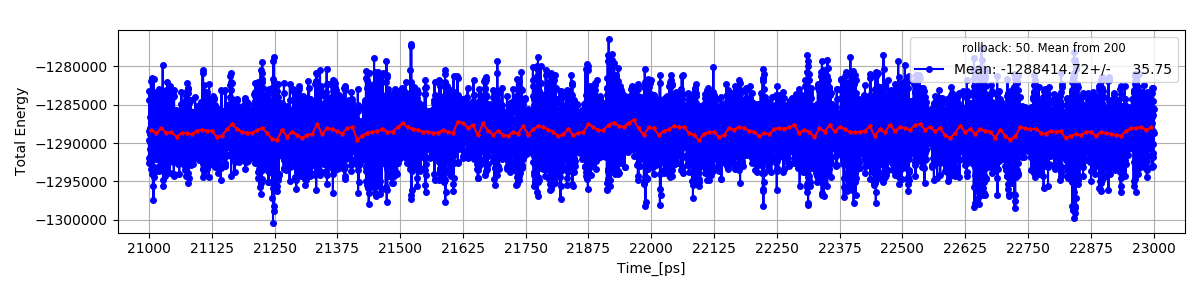 rollback: 50. Mean from 200
Mean: -1288414.72+/- 35.75
Total Energy
−1280000
−1285000
−1290000
−1295000
−1300000
21000 21125 21250 21375 21500 21625 21750 21875 22000 22125 22250 22375 22500 22625 22750 22875 23000
Time_[ps]